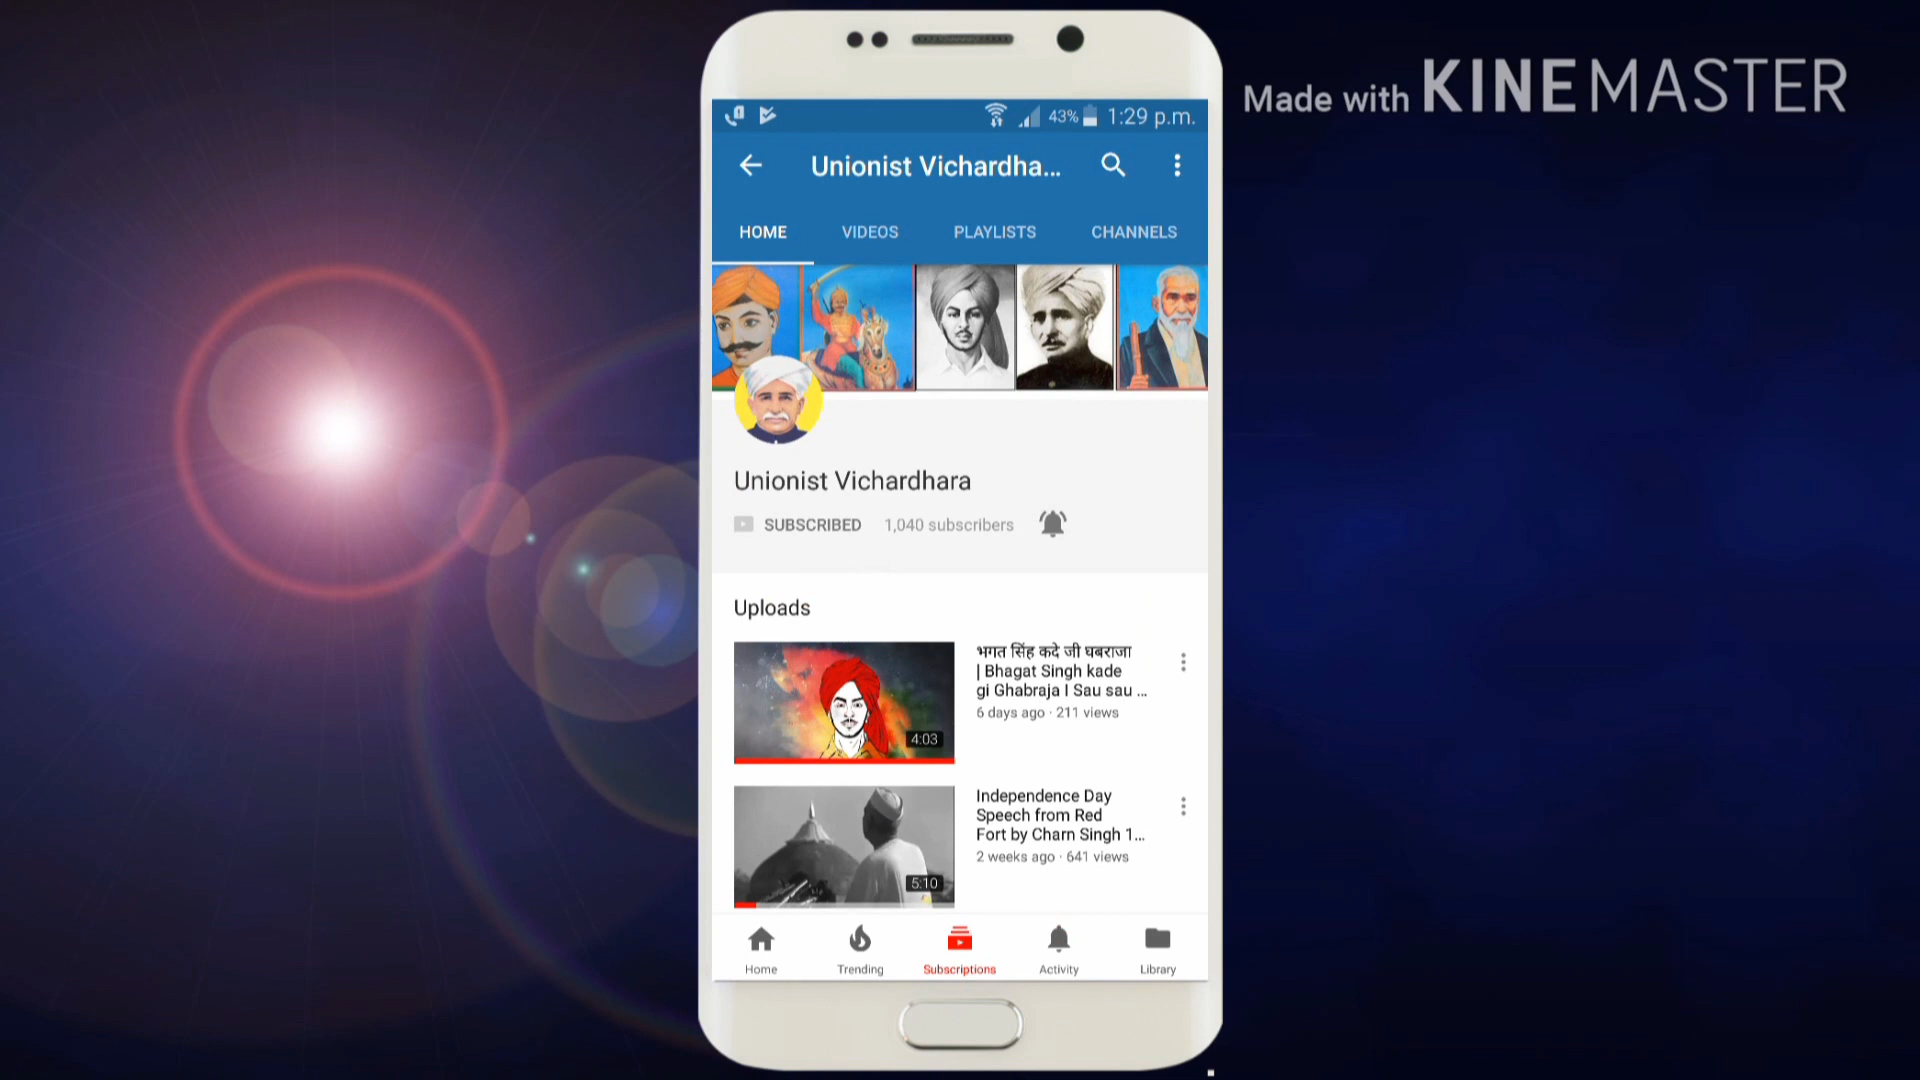 Made with KINEMASTER
43% 1:29 p.m.
Unionist Vichardha...
HOME VIDEOS PLAYLISTS CHANNELS
Unionist Vichardhara
SUBSCRIBED 1,040 subscribers
Uploads
भगत सिंह कदे जी घबराजा
| Bhagat Singh kade
gi Ghabraja I Sau sau ...
6 days ago · 211 views
4:03
Independence Day
Speech from Red
Fort by Charn Singh 1...
2 weeks ago · 641 views
5:10
Home Trending Subscriptions Activity Library